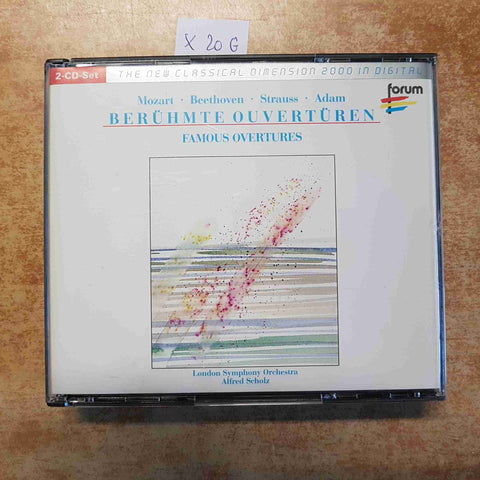 X 20 G
2-CD-Set
THE NEW CLASSICAL DIMENSION 2000 IN DIGITAL
forum
Mozart · Beethoven · Strauss · Adam
BERÜHMTE OUVERTÜREN
FAMOUS OVERTURES
London Symphony Orchestra
Alfred Scholz